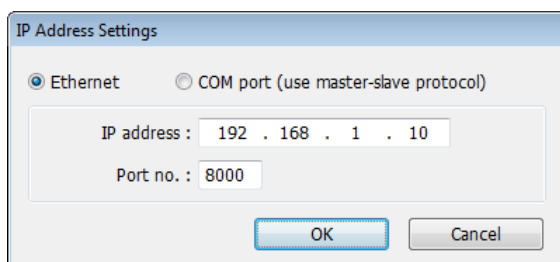 IP Address Settings
Ethernet COM port (use master-slave protocol)
IP address : 192 . 168 . 1 . 10
Port no. : 8000
OK Cancel